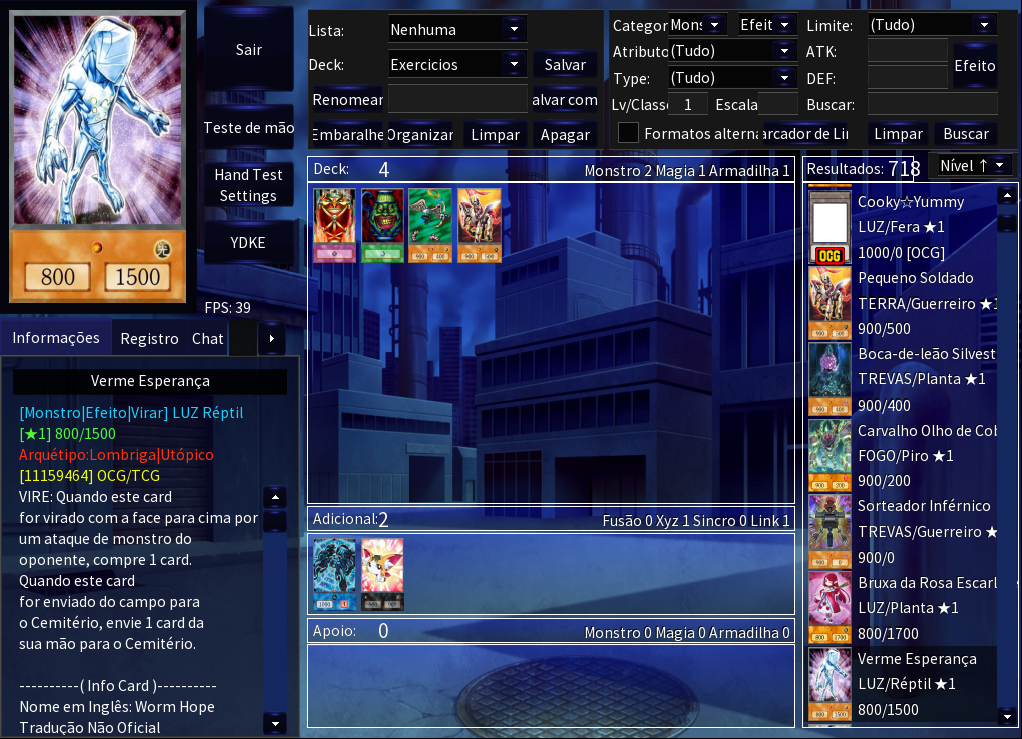 800
1500
Sair
Teste de mão
Hand Test
Settings
YDKE
FPS: 39
Informações
Registro
Chat
Verme Esperança
[Monstro|Efeito|Virar] LUZ Réptil
[★1] 800/1500
Arquétipo:Lombriga|Utópico
[11159464] OCG/TCG
VIRE: Quando este card
for virado com a face para cima por
um ataque de monstro do
oponente, compre 1 card.
Quando este card
for enviado do campo para
o Cemitério, envie 1 card da
sua mão para o Cemitério.
----------( Info Card )----------
Nome em Inglês: Worm Hope
Tradução Não Oficial
Lista:
Nenhuma
Deck:
Exercicios
Salvar
Renomear
alvar com
Embaralhe
Organizar
Limpar
Apagar
Categor
Mons
Efeit
Limite:
(Tudo)
Atributo
(Tudo)
ATK:
Efeito
Type:
(Tudo)
DEF:
Lv/Classe
1
Escala
Buscar:
Formatos alterna
arcador de Lin
Limpar
Buscar
Deck:
4
Monstro 2 Magia 1 Armadilha 1
Adicional:
2
Fusão 0 Xyz 1 Sincro 0 Link 1
Apoio:
0
Monstro 0 Magia 0 Armadilha 0
Resultados:
718
Nível ↑
Cooky☆Yummy
LUZ/Fera ★1
1000/0 [OCG]
OCG
Pequeno Soldado
TERRA/Guerreiro ★1
900/500
Boca-de-leão Silvest
TREVAS/Planta ★1
900/400
Carvalho Olho de Cob
FOGO/Piro ★1
900/200
Sorteador Inférnico
TREVAS/Guerreiro ★
900/0
Bruxa da Rosa Escarl
LUZ/Planta ★1
800/1700
Verme Esperança
LUZ/Réptil ★1
800/1500